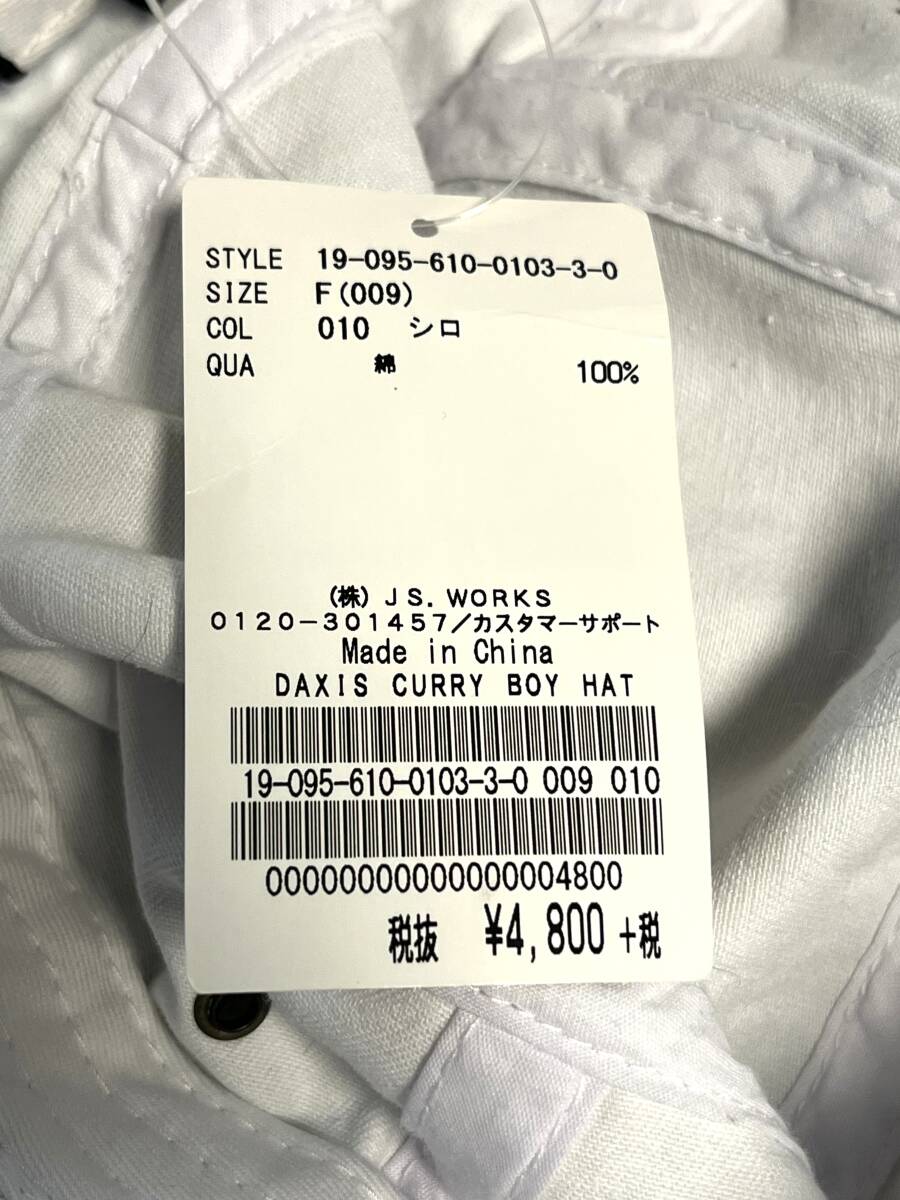 STYLE 19-095-610-0103-3-0
SIZE F(009)
COL 010 シロ
QUA 綿 100%
(株) JS. WORKS
0120-301457/カスタマーサポート
Made in China
DAXIS CURRY BOY HAT
19-095-610-0103-3-0 009 010
00000000000000004800
税抜 ¥4,800 +税